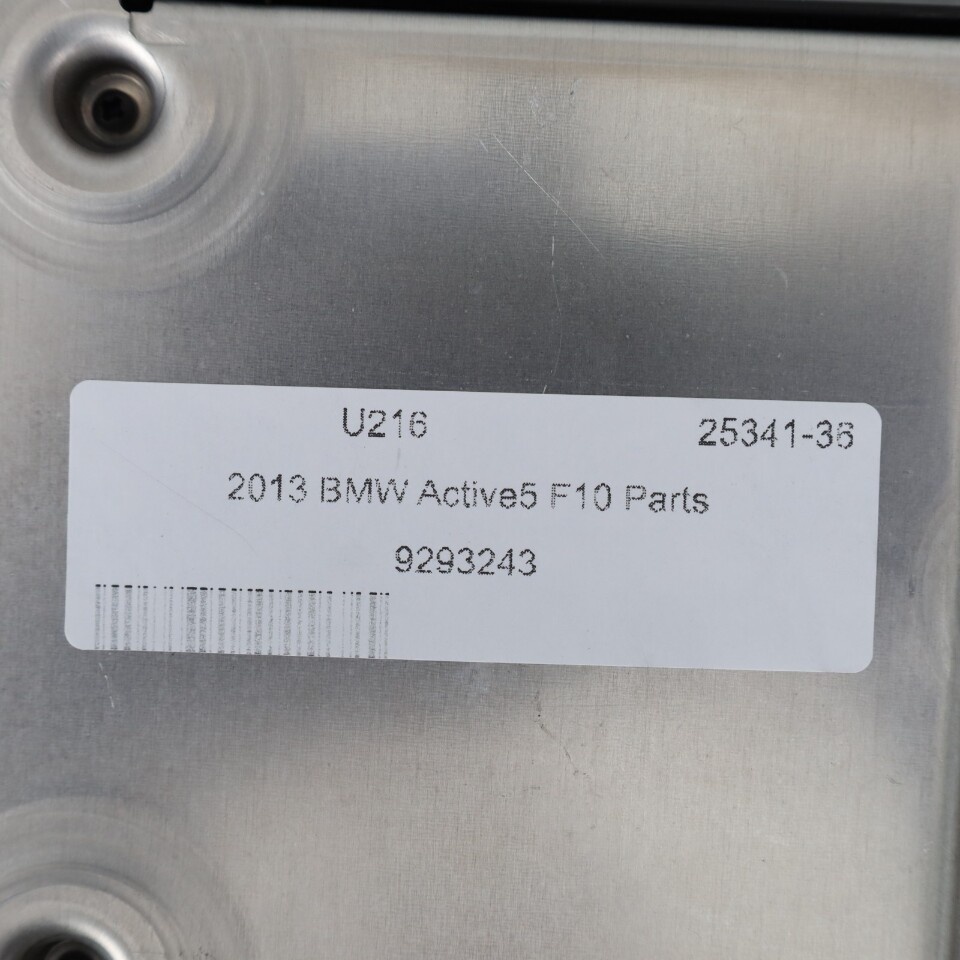 U216 25341-36
2013 BMW Active5 F10 Parts
9293243